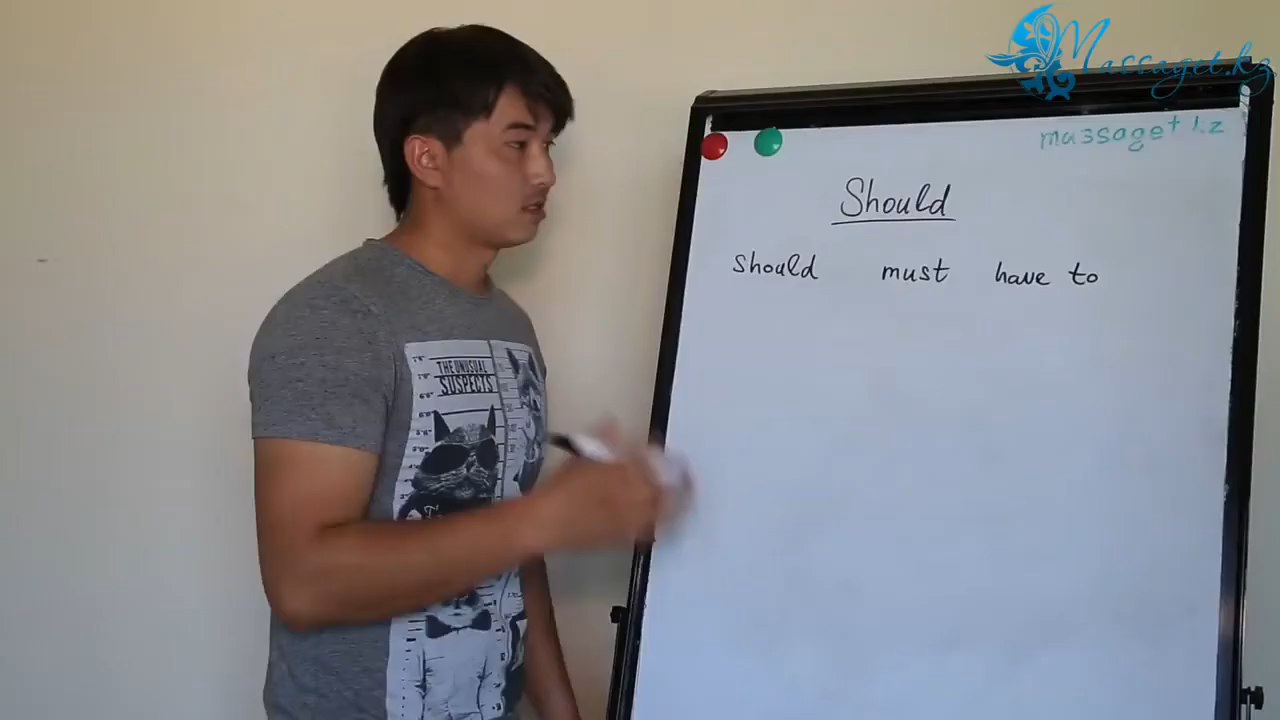 Massaget.kz
massaget kz
Should
should must have to
THE UNUSUAL
SUSPECTS